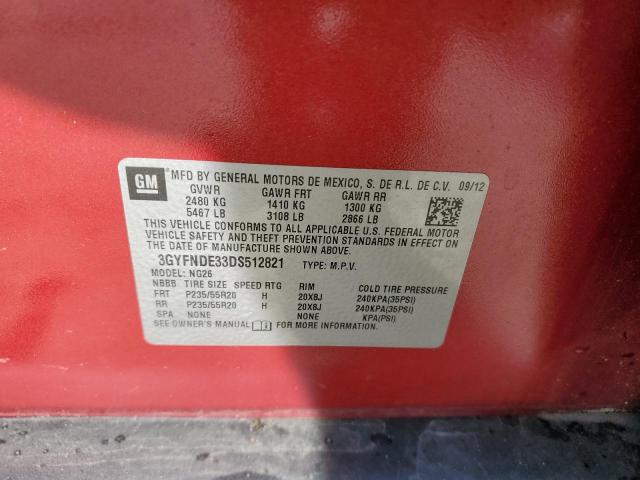 GM
MFD BY GENERAL MOTORS DE MEXICO, S. DE R.L. DE C.V. 09/12
GVWR GAWR FRT GAWR RR
2480 KG 1410 KG 1300 KG
5467 LB 3108 LB 2866 LB
THIS VEHICLE CONFORMS TO ALL APPLICABLE U.S. FEDERAL MOTOR
VEHICLE SAFETY AND THEFT PREVENTION STANDARDS IN EFFECT ON
THE DATE OF MANUFACTURE SHOWN ABOVE.
3GYFNDE33DS512821 TYPE: M.P.V.
MODEL: NG26
NBBB TIRE SIZE SPEED RTG RIM COLD TIRE PRESSURE
FRT P235/55R20 H 20X8J 240KPA(35PSI)
RR P235/55R20 H 20X8J 240KPA(35PSI)
SPA NONE NONE KPA(PSI)
SEE OWNER'S MANUAL FOR MORE INFORMATION.